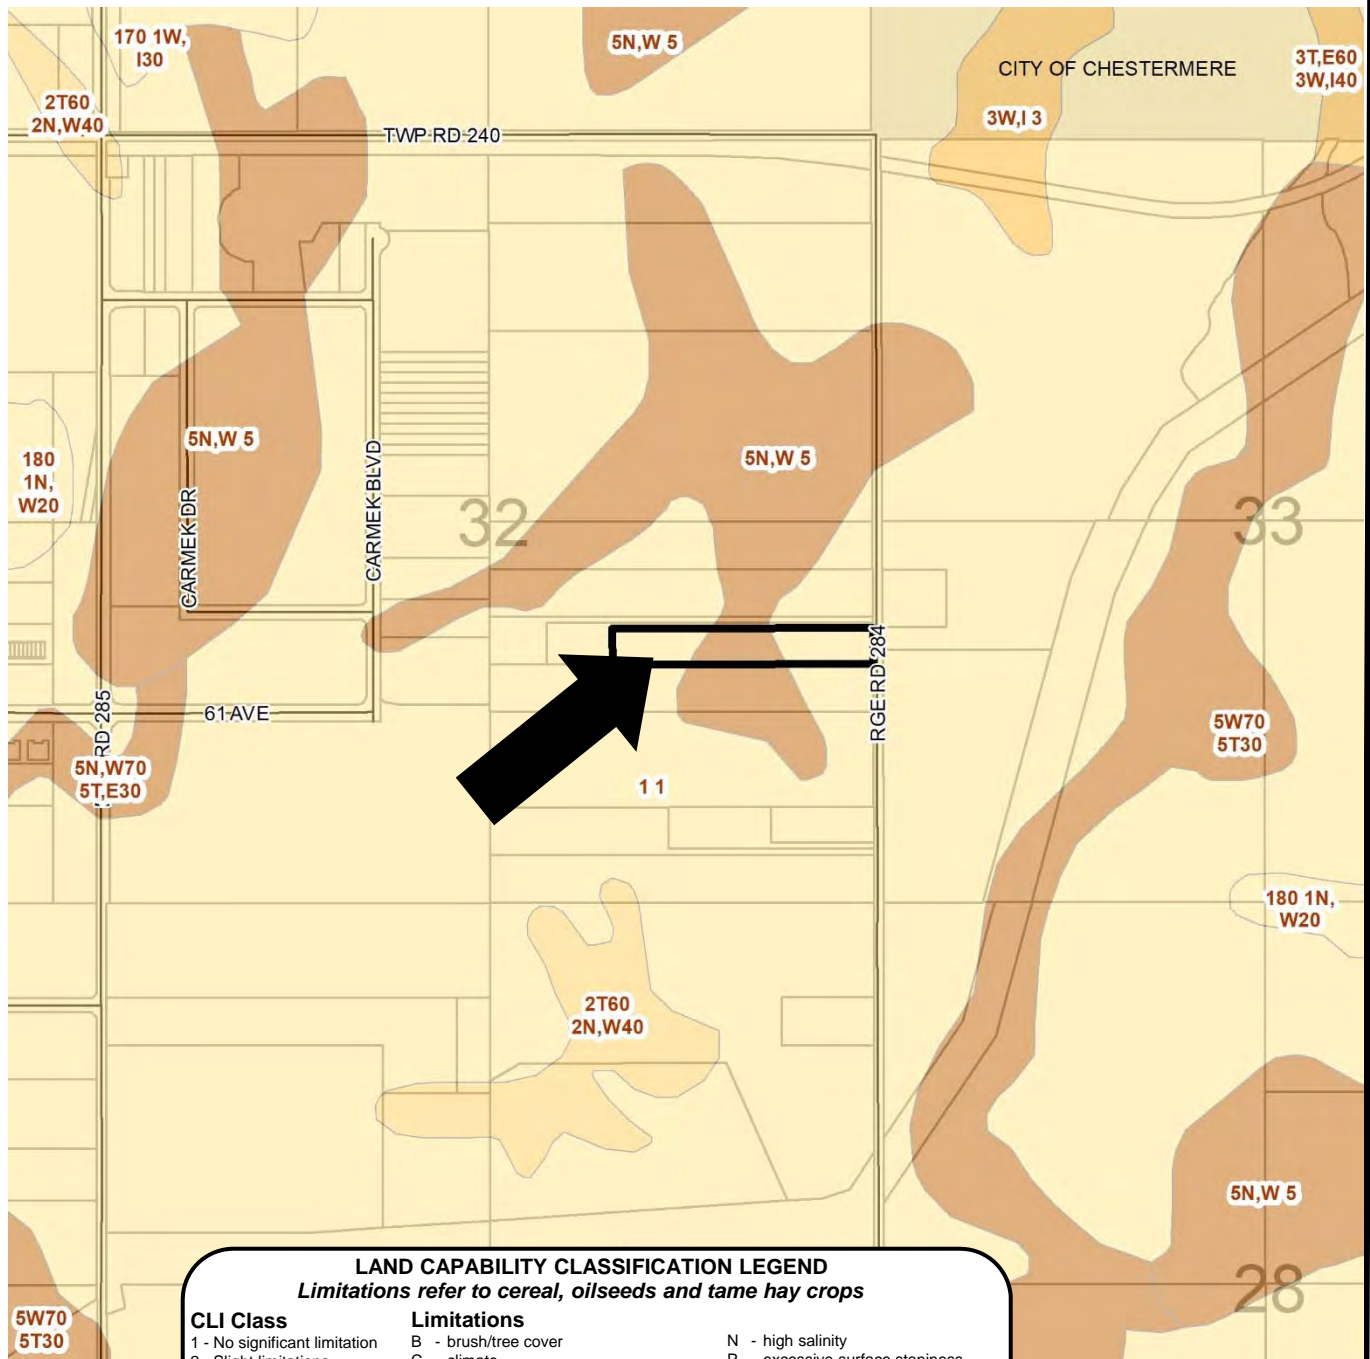 170 1W,
I30
5N,W 5
CITY OF CHESTERMERE
3T,E60
3W,I40
2T60
2N,W40
3W,I 3
TWP RD 240
5N,W 5
180
1N,
W20
CARMEK DR
CARMEK BLVD
32
5N,W 5
33
RGE RD 284
RD 285
61 AVE
5N,W70
5T,E30
5W70
5T30
1 1
180 1N,
W20
2T60
2N,W40
5N,W 5
28
5W70
5T30
LAND CAPABILITY CLASSIFICATION LEGEND
Limitations refer to cereal, oilseeds and tame hay crops
CLI Class
Limitations
1 - No significant limitation
B - brush/tree cover
N - high salinity